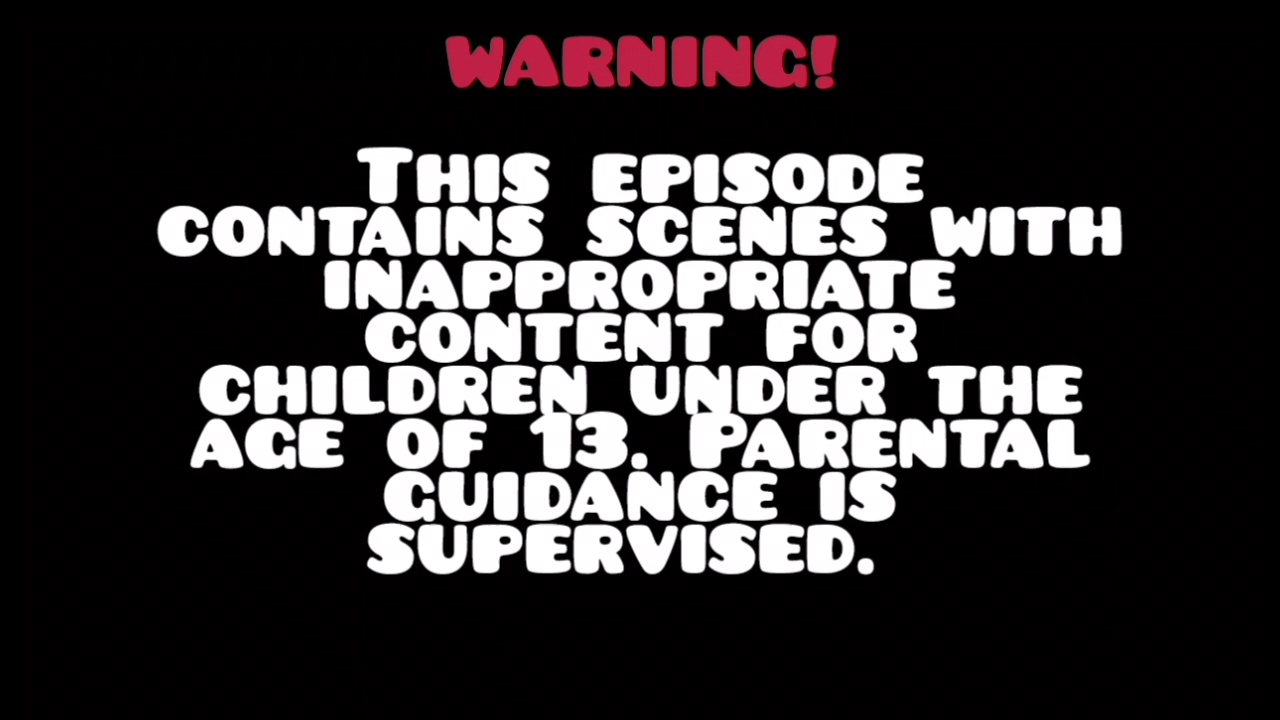 WARNING!
THIS EPISODE
CONTAINS SCENES WITH
INAPPROPRIATE
CONTENT FOR
CHILDREN UNDER THE
AGE OF 13. PARENTAL
GUIDANCE IS
SUPERVISED.